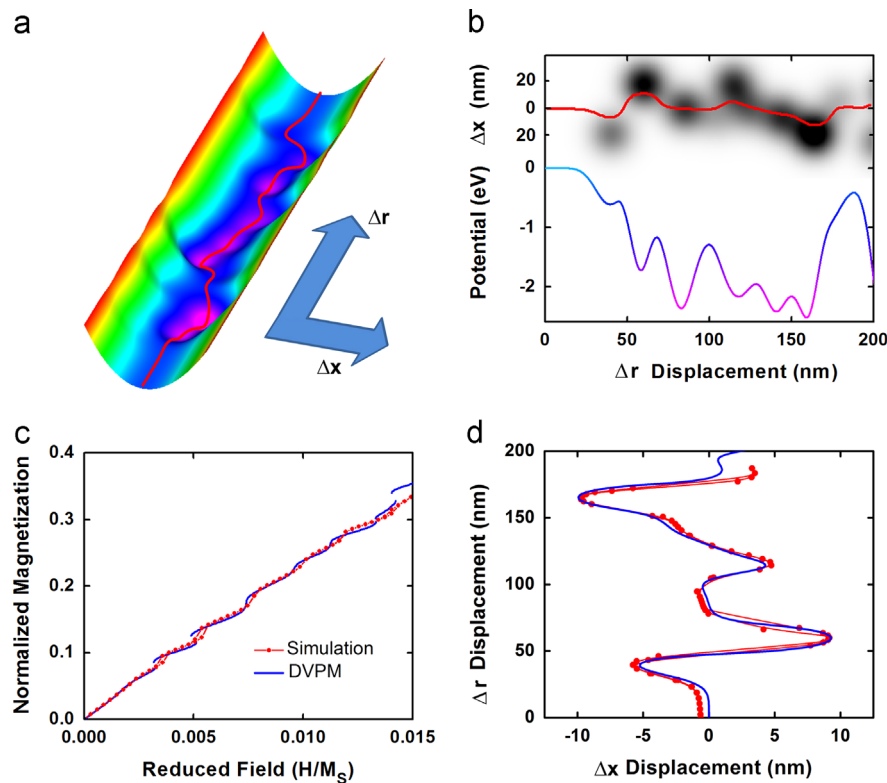 a
Δr
Δx
b
Δx (nm)
20
0
20
Potential (eV)
0
-1
-2
0 50 100 150 200
Δr Displacement (nm)
c
Normalized Magnetization
0.4
0.3
0.2
0.1
0.0
Simulation
DVPM
0.000 0.005 0.010 0.015
Reduced Field (H/MS)
d
Δr Displacement (nm)
200
150
100
50
0
-10 -5 0 5 10
Δx Displacement (nm)